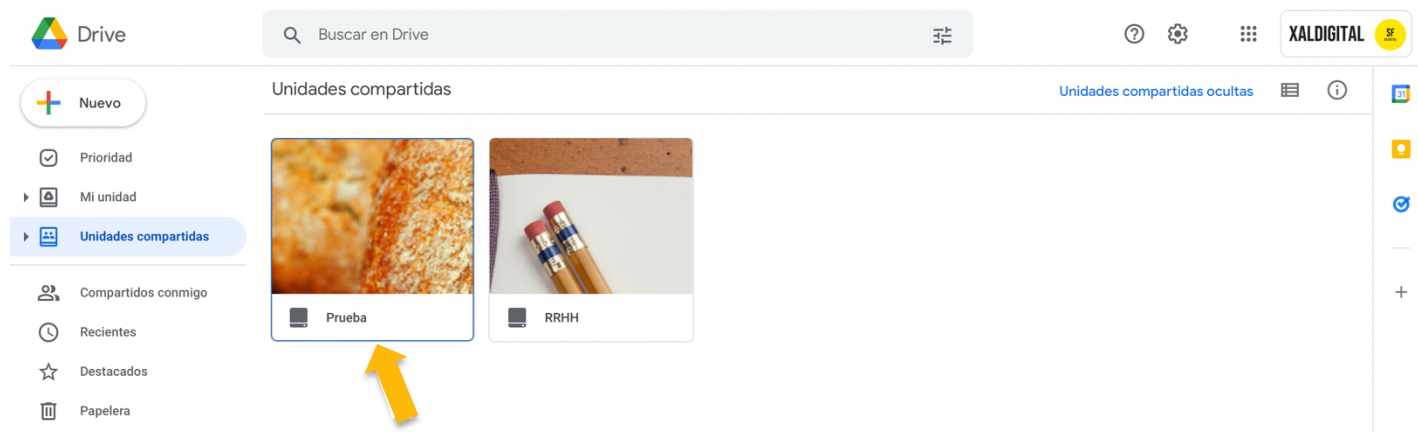 Drive
Buscar en Drive
XALDIGITAL
SF
Nuevo
Unidades compartidas
Unidades compartidas ocultas
31
Prioridad
Mi unidad
Unidades compartidas
Compartidos conmigo
Recientes
Destacados
Papelera
Prueba
RRHH